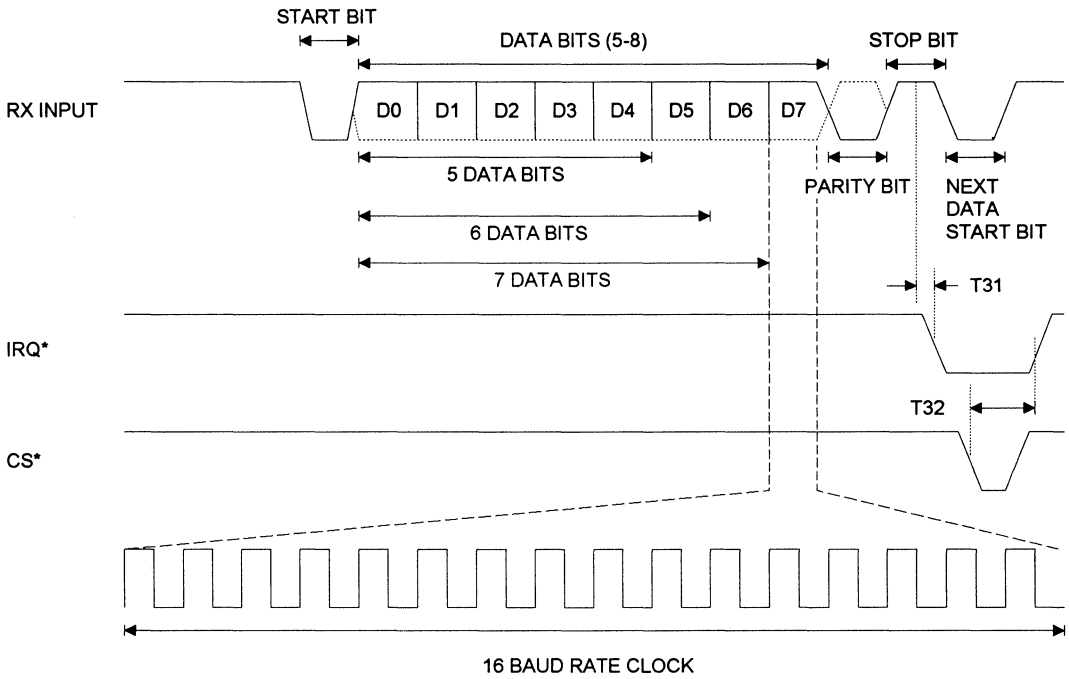 START BIT
DATA BITS (5-8)
STOP BIT
RX INPUT
D0 D1 D2 D3 D4 D5 D6 D7
5 DATA BITS
PARITY BIT
NEXT
DATA
START BIT
6 DATA BITS
7 DATA BITS
T31
IRQ*
T32
CS*
16 BAUD RATE CLOCK